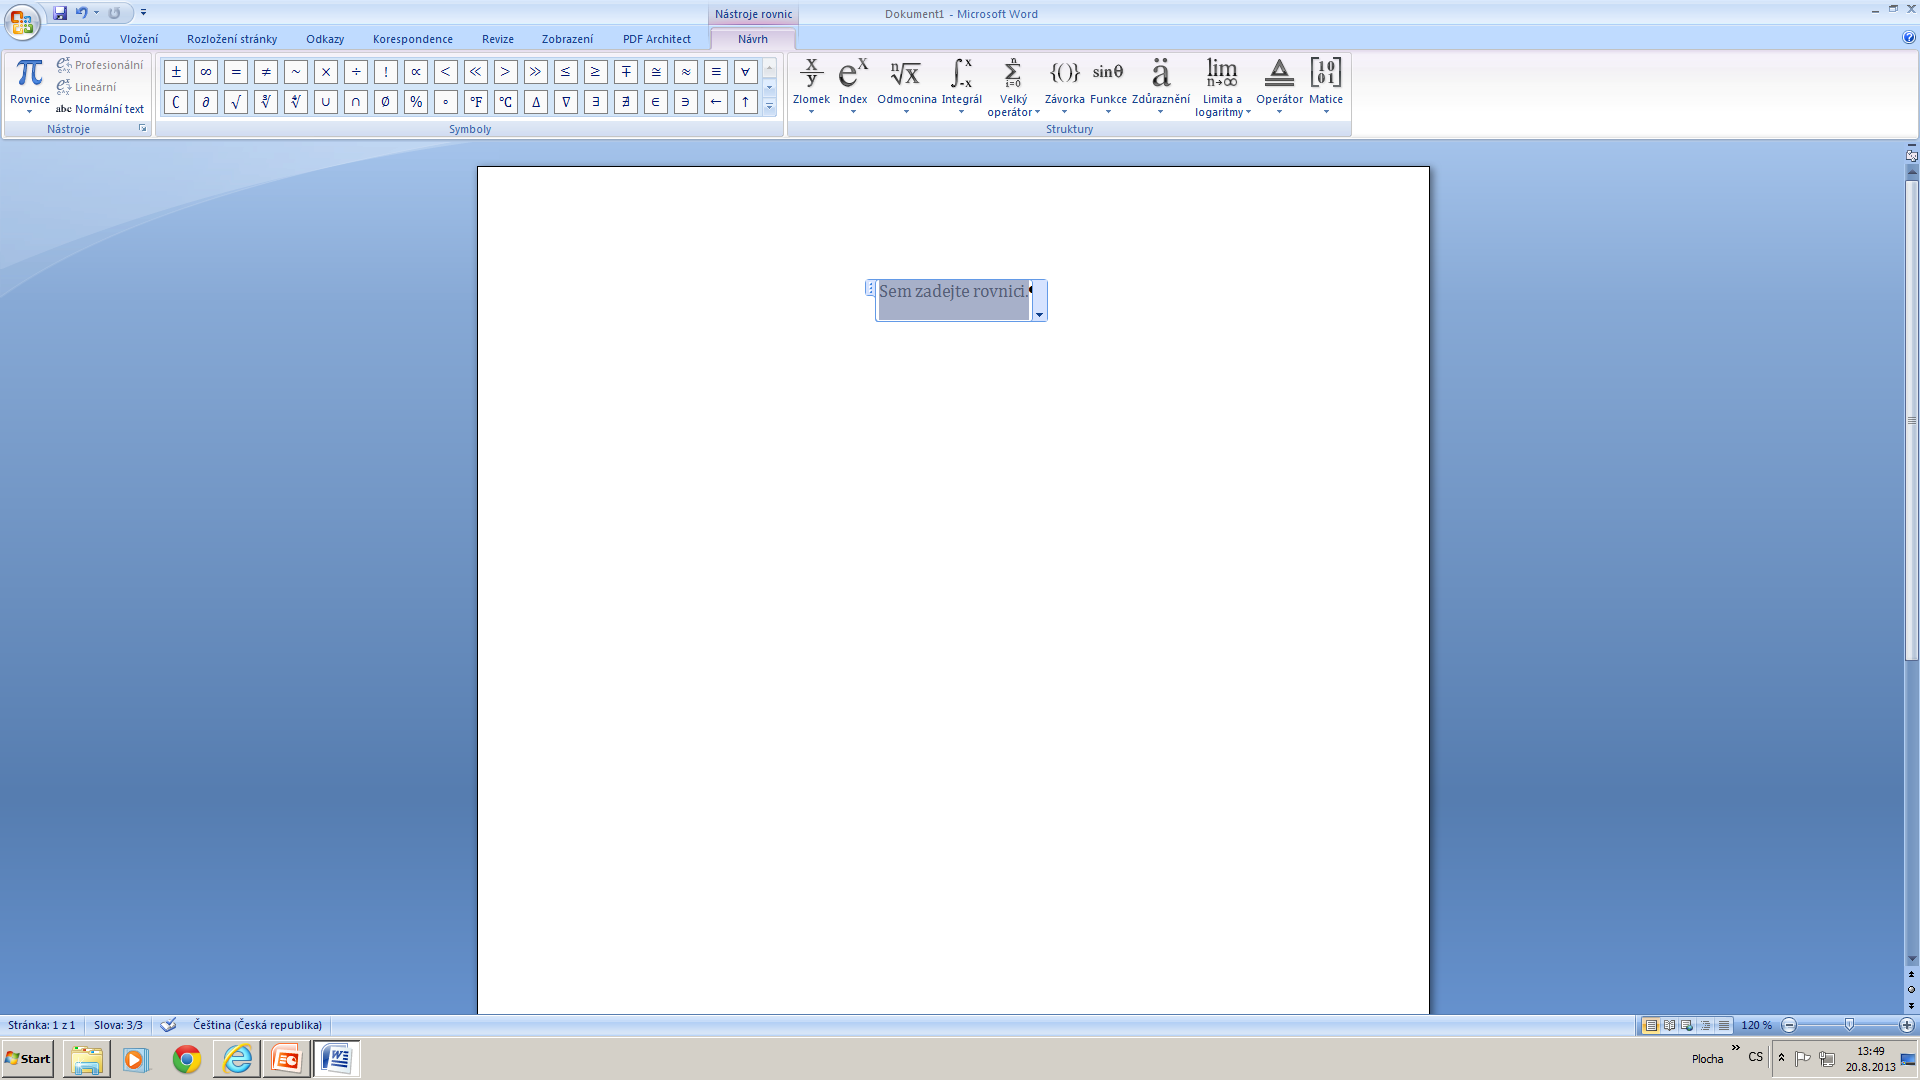 Nástroje rovnic
Dokument1 - Microsoft Word
Domů Vložení Rozložení stránky Odkazy Korespondence Revize Zobrazení PDF Architect Návrh
π Rovnice
Profesionální
Lineární
abc Normální text
Nástroje
± ∞ = ≠ ~ × ÷ ! ∝ < ≪ > ≫ ≤ ≥ ∓ ≅ ≈ ≡ ∀
∁ ∂ √ ∛ ∜ ∪ ∩ ∅ % ° °F °C ∆ ∇ ∃ ∄ ∈ ∋ ← ↑
Symboly
Zlomek Index Odmocnina Integrál Velký operátor Závorka Funkce Zdůraznění Limita a logaritmy Operátor Matice
Struktury
Sem zadejte rovnici.
Stránka: 1 z 1 Slova: 3/3 Čeština (Česká republika) 120 %
Start Plocha » CS 13:49
20.8.2013